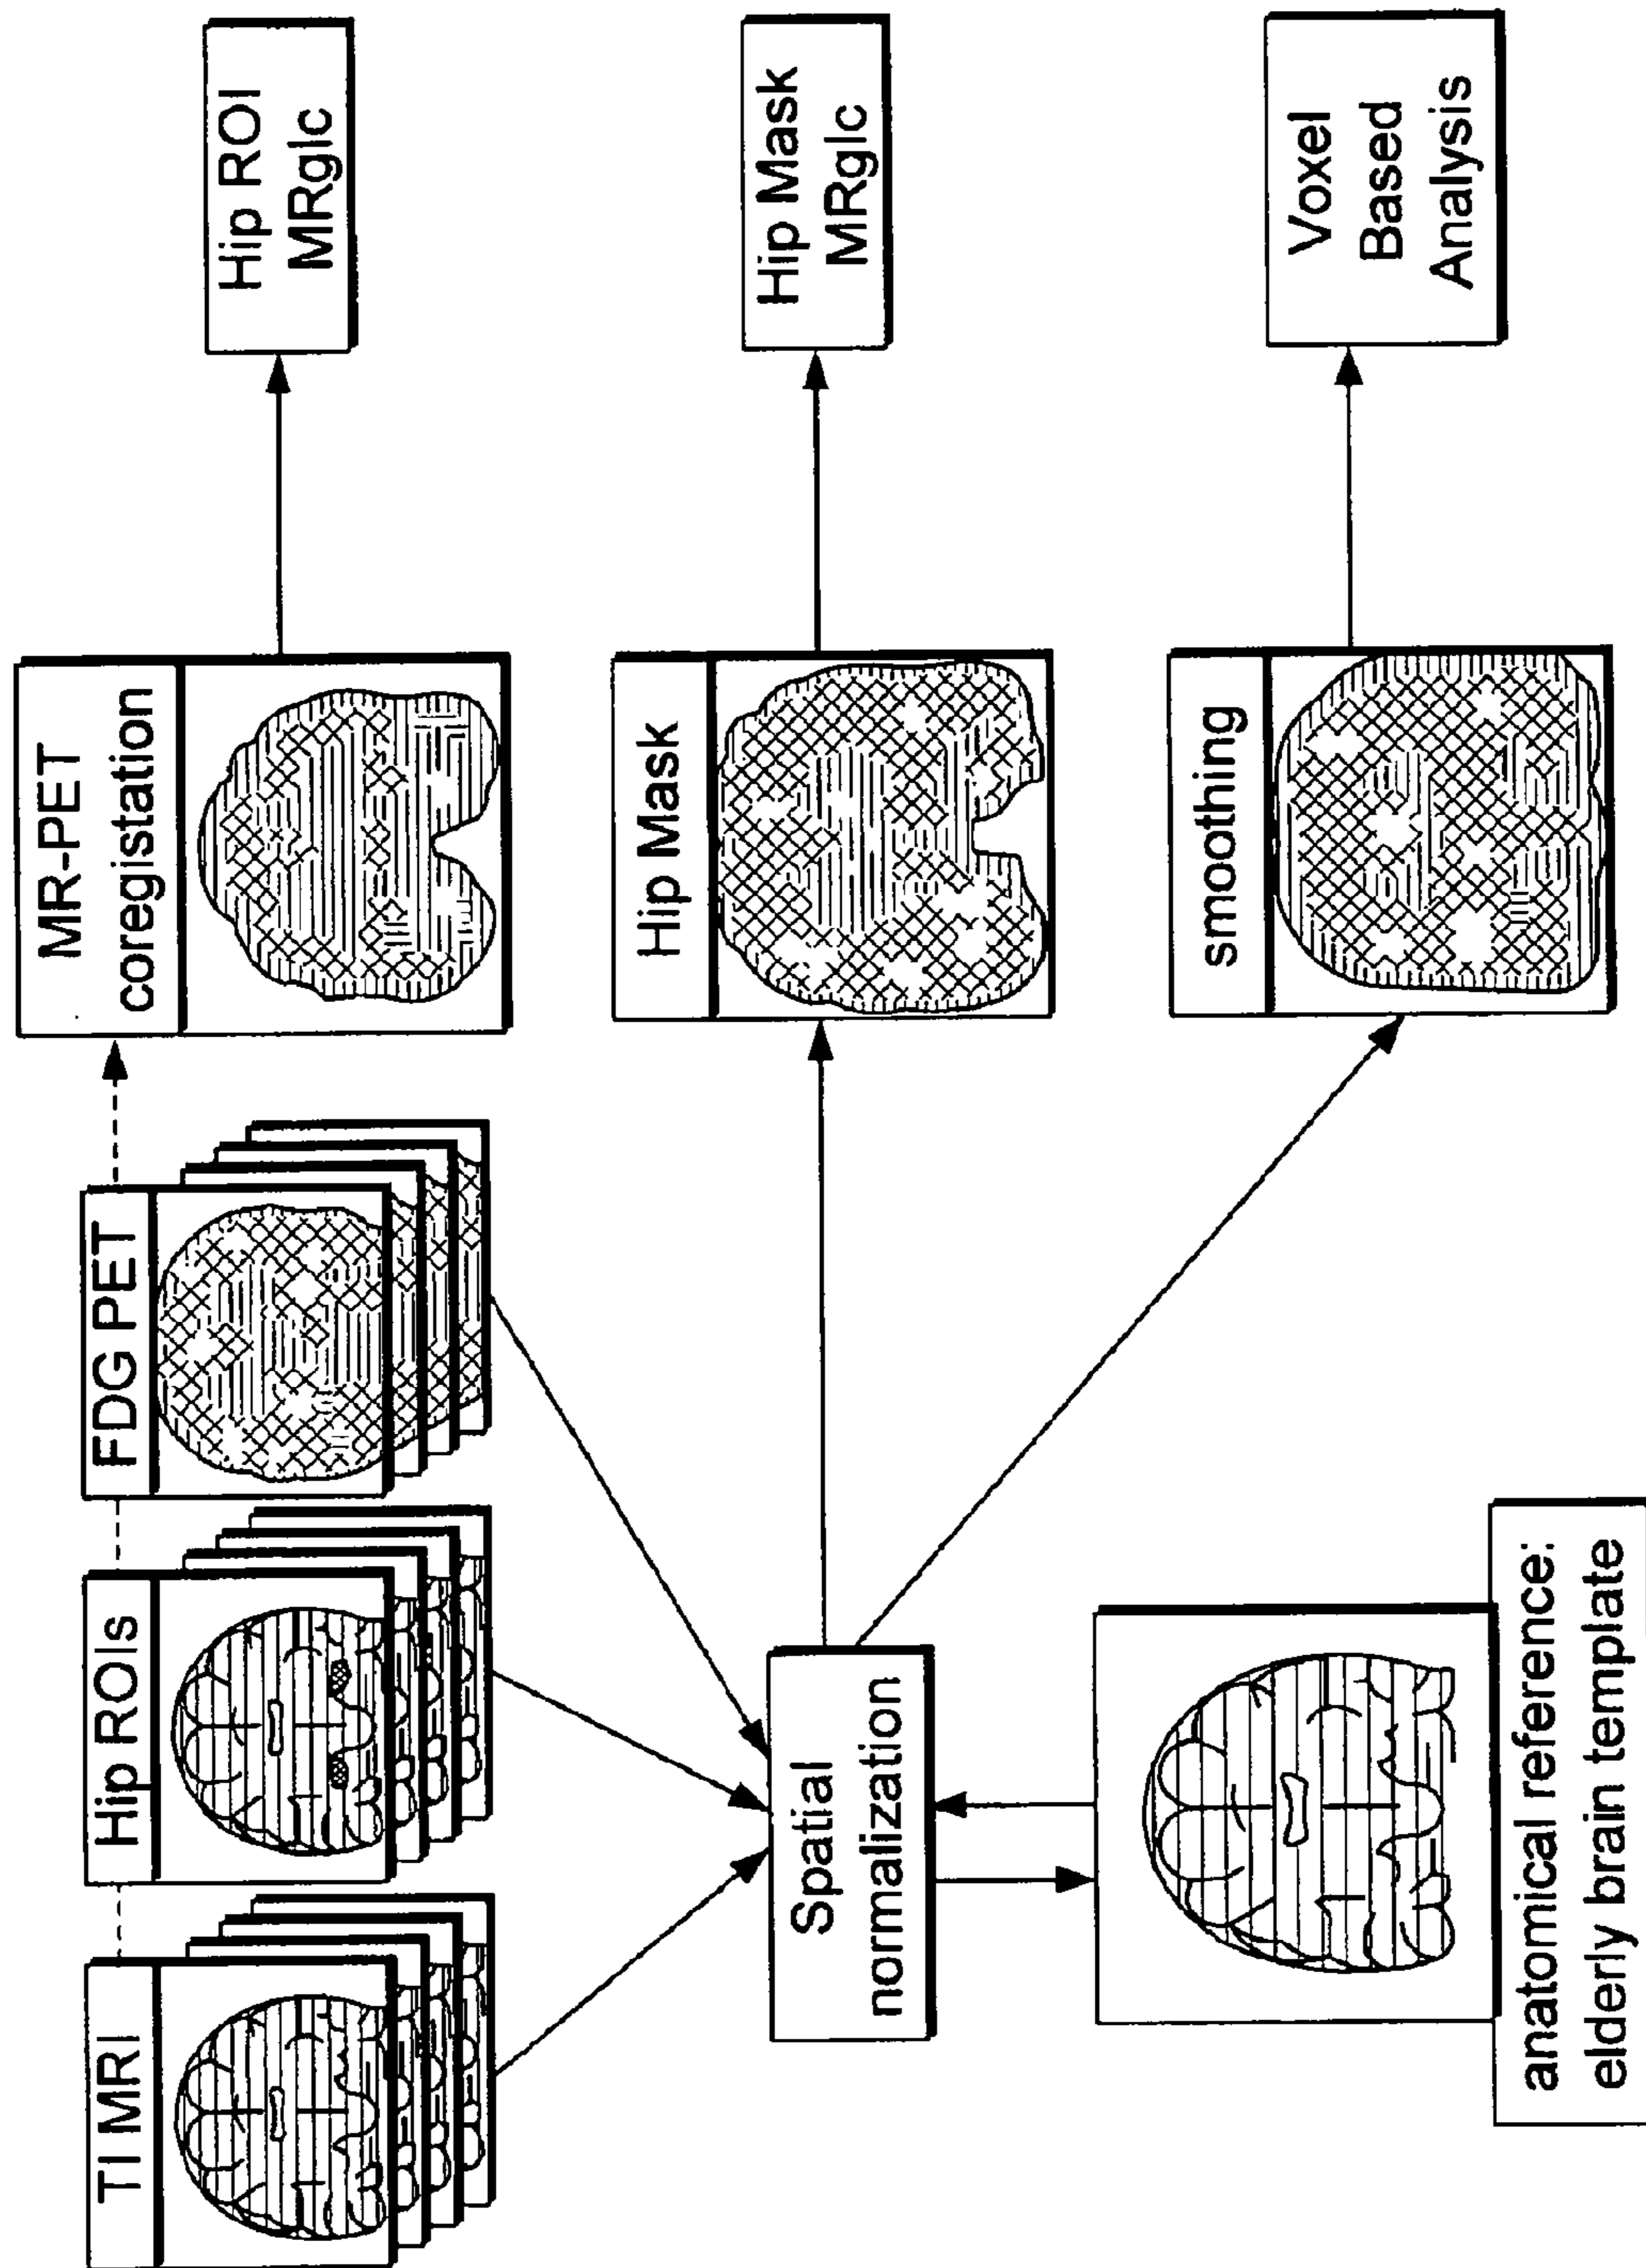 TI MRI
Hip ROIs
FDG PET
MR-PET
coregistation
Hip ROI
MRglc
Spatial
normalization
Hip Mask
Hip Mask
MRglc
anatomical reference:
elderly brain template
smoothing
Voxel
Based
Analysis